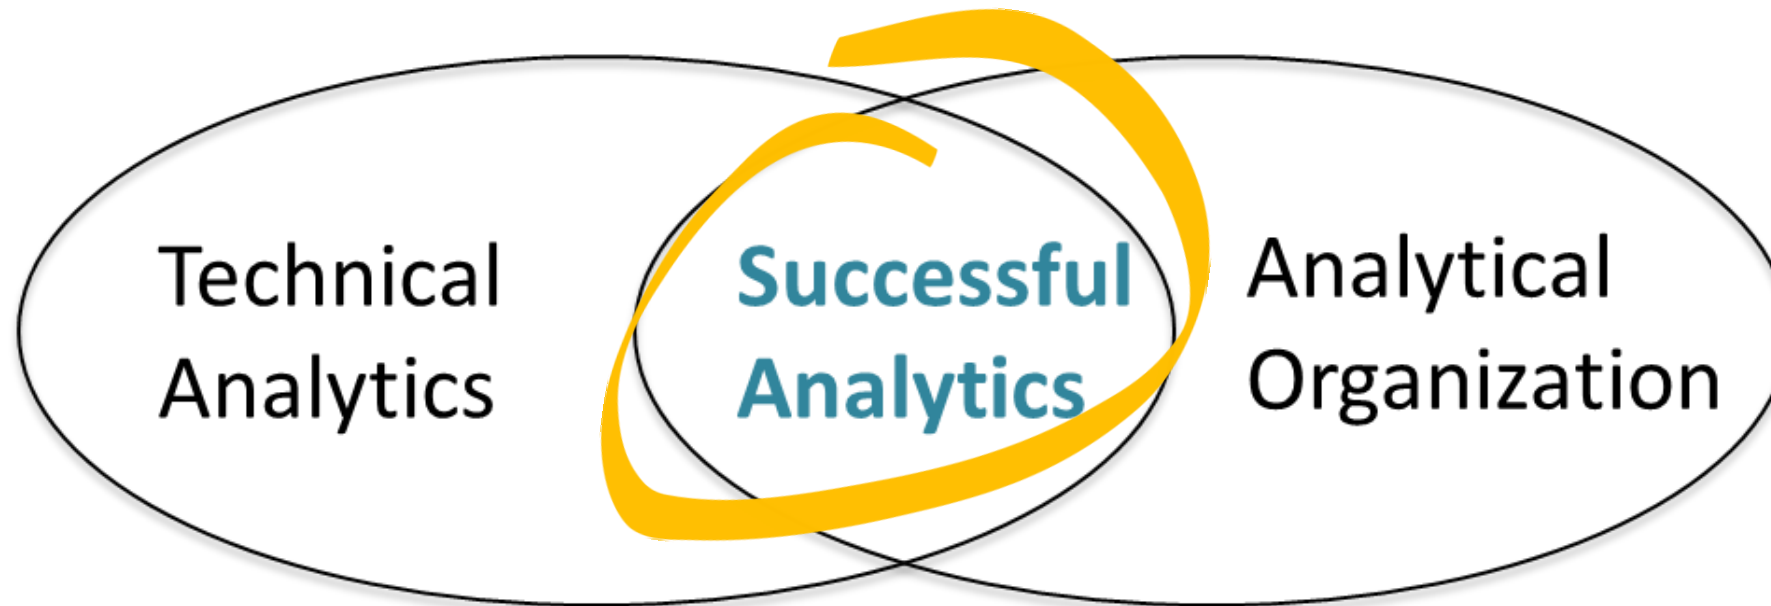 Technical
Analytics
Successful
Analytics
Analytical
Organization